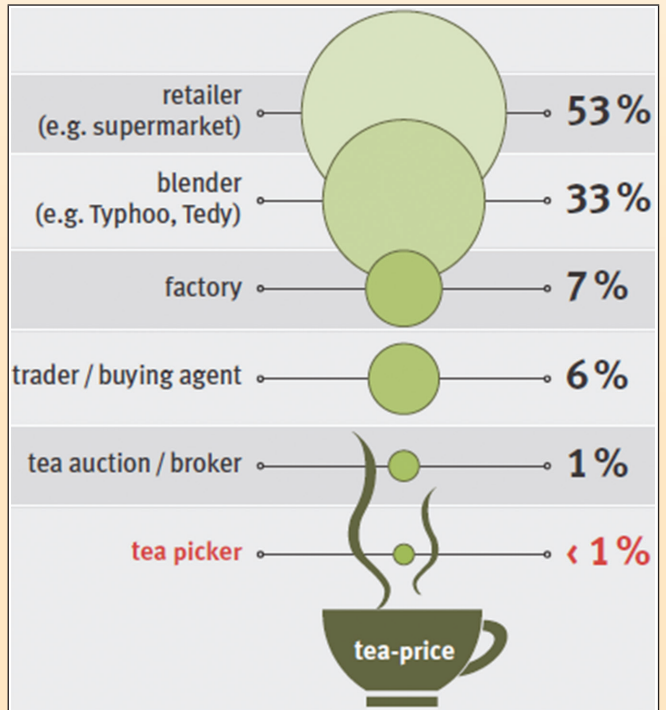 retailer
(e.g. supermarket)
53%
blender
(e.g. Typhoo, Tedy)
33%
factory
7%
trader / buying agent
6%
tea auction / broker
1%
tea picker
‹ 1%
tea-price